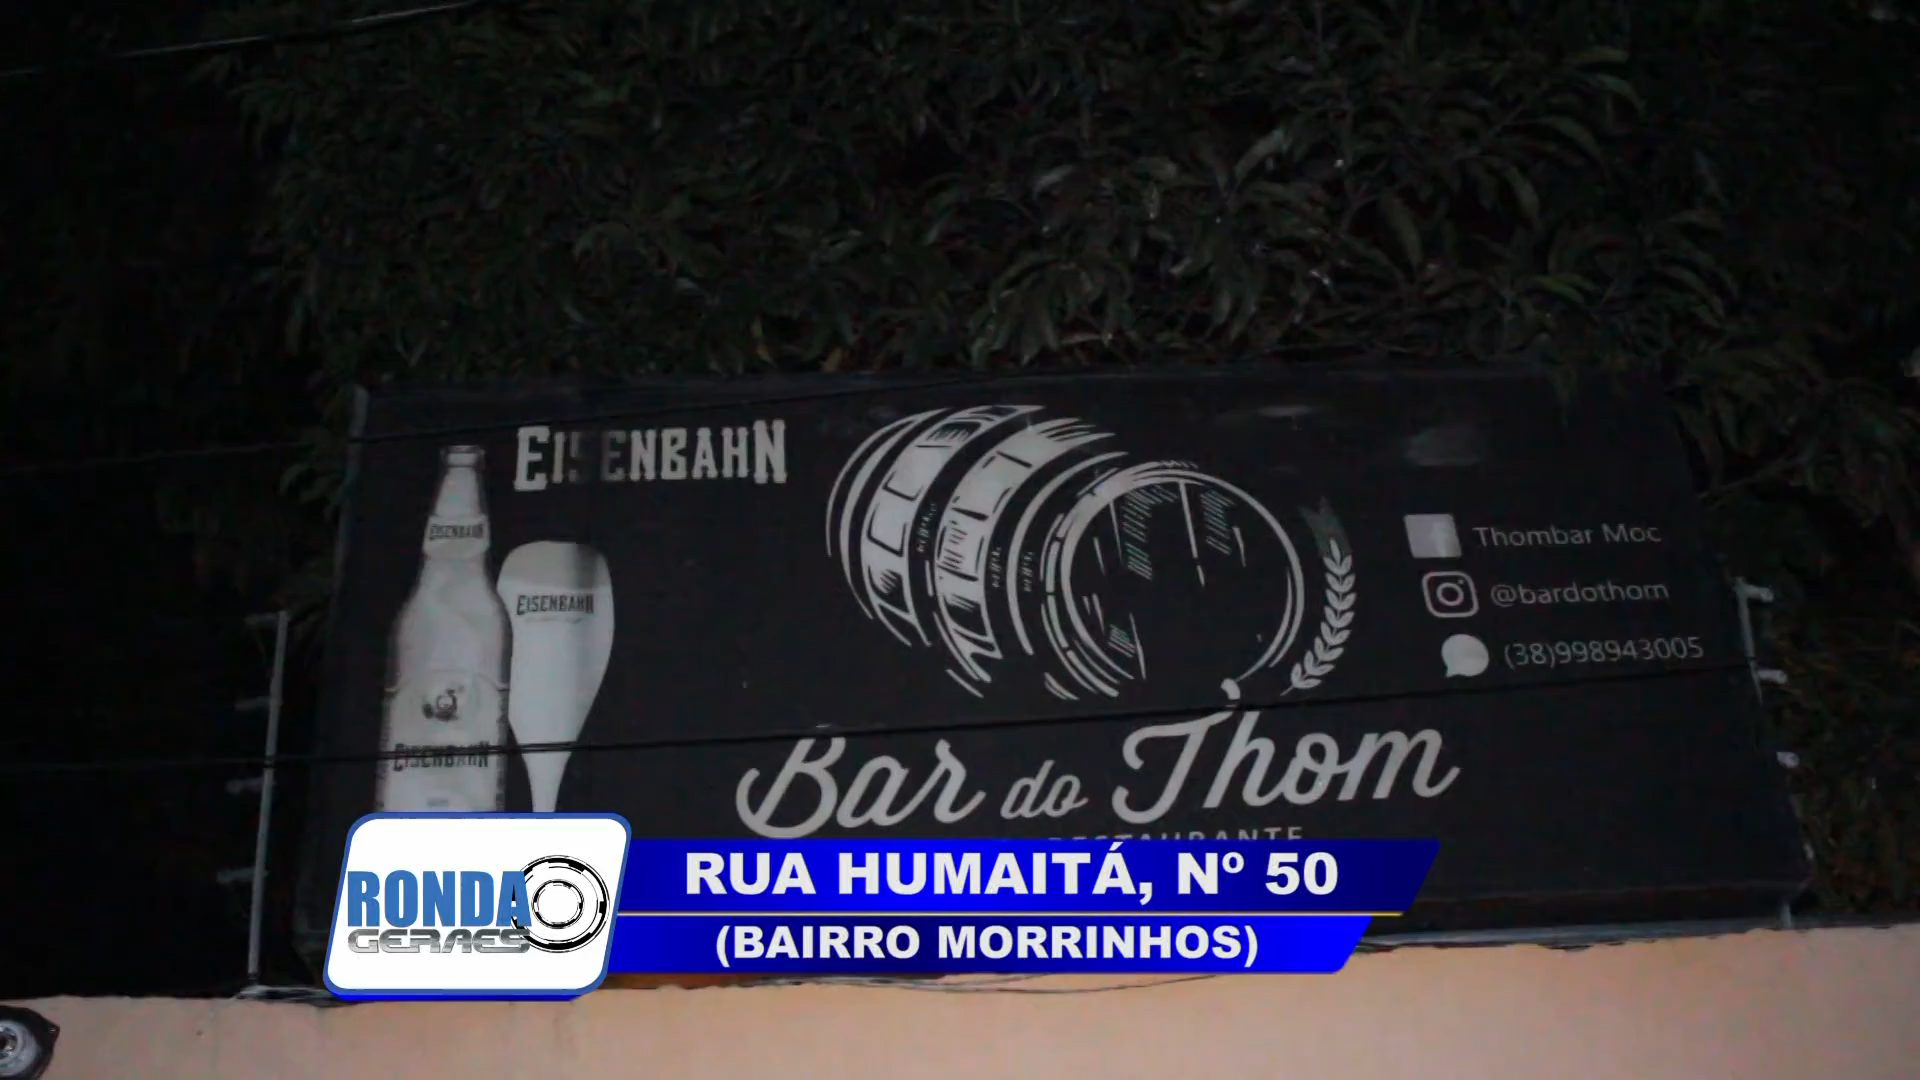 EISENBAHN
EISENBAHN
EISENBAHN
EISENBAHN
Thombar Moc
@bardothom
(38)998943005
Bar do Thom
RESTAURANTE
RONDA
GERAES
RUA HUMAITÁ, Nº 50
(BAIRRO MORRINHOS)